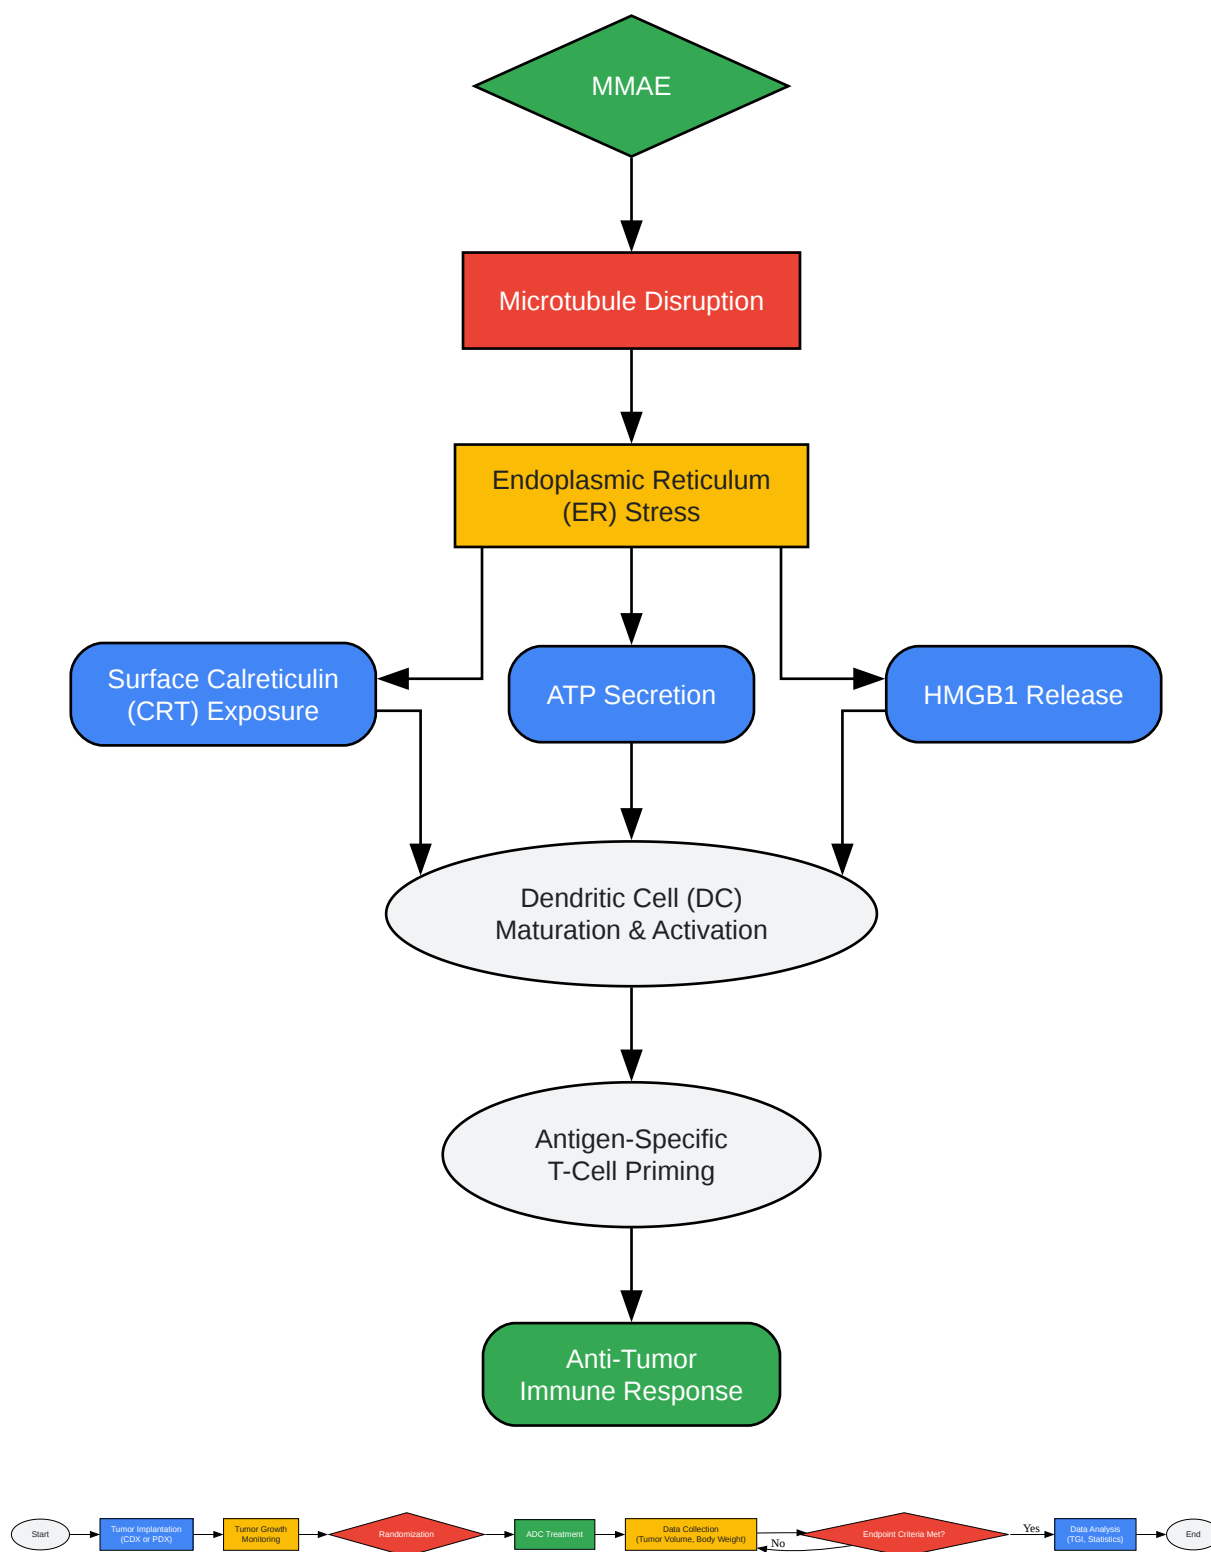 MMAE
Microtubule Disruption
Endoplasmic Reticulum
(ER) Stress
Surface Calreticulin
(CRT) Exposure
ATP Secretion
HMGB1 Release
Dendritic Cell (DC)
Maturation & Activation
Antigen-Specific
T-Cell Priming
Anti-Tumor
Immune Response
Start
Tumor Implantation
(CDX or PDX)
Tumor Growth
Monitoring
Randomization
ADC Treatment
Data Collection
(Tumor Volume, Body Weight)
No
Endpoint Criteria Met?
Yes
Data Analysis
(TGI, Statistics)
End